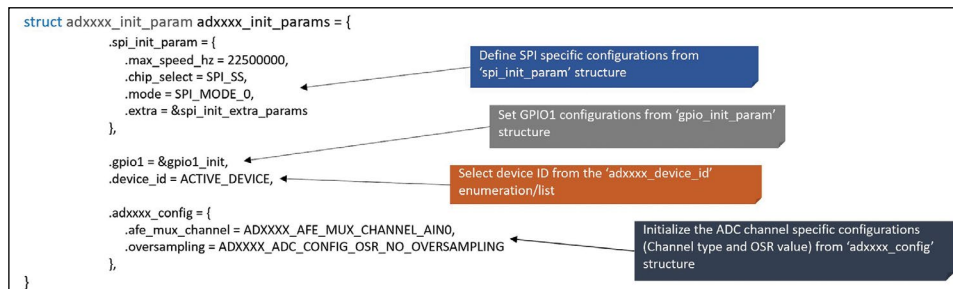 struct adxxxx_init_param adxxxx_init_params = {
.spi_init_param = {
.max_speed_hz = 22500000,
.chip_select = SPI_SS,
.mode = SPI_MODE_0,
.extra = &spi_init_extra_params
},
Define SPI specific configurations from
‘spi_init_param’ structure
Set GPIO1 configurations from ‘gpio_init_param’
structure
.gpio1 = &gpio1_init,
.device_id = ACTIVE_DEVICE,
Select device ID from the ‘adxxxx_device_id’
enumeration/list
.adxxxx_config = {
.afe_mux_channel = ADXXXX_AFE_MUX_CHANNEL_AIN0,
.oversampling = ADXXXX_ADC_CONFIG_OSR_NO_OVERSAMPLING
},
Initialize the ADC channel specific configurations
(Channel type and OSR value) from ‘adxxxx_config’
structure
}